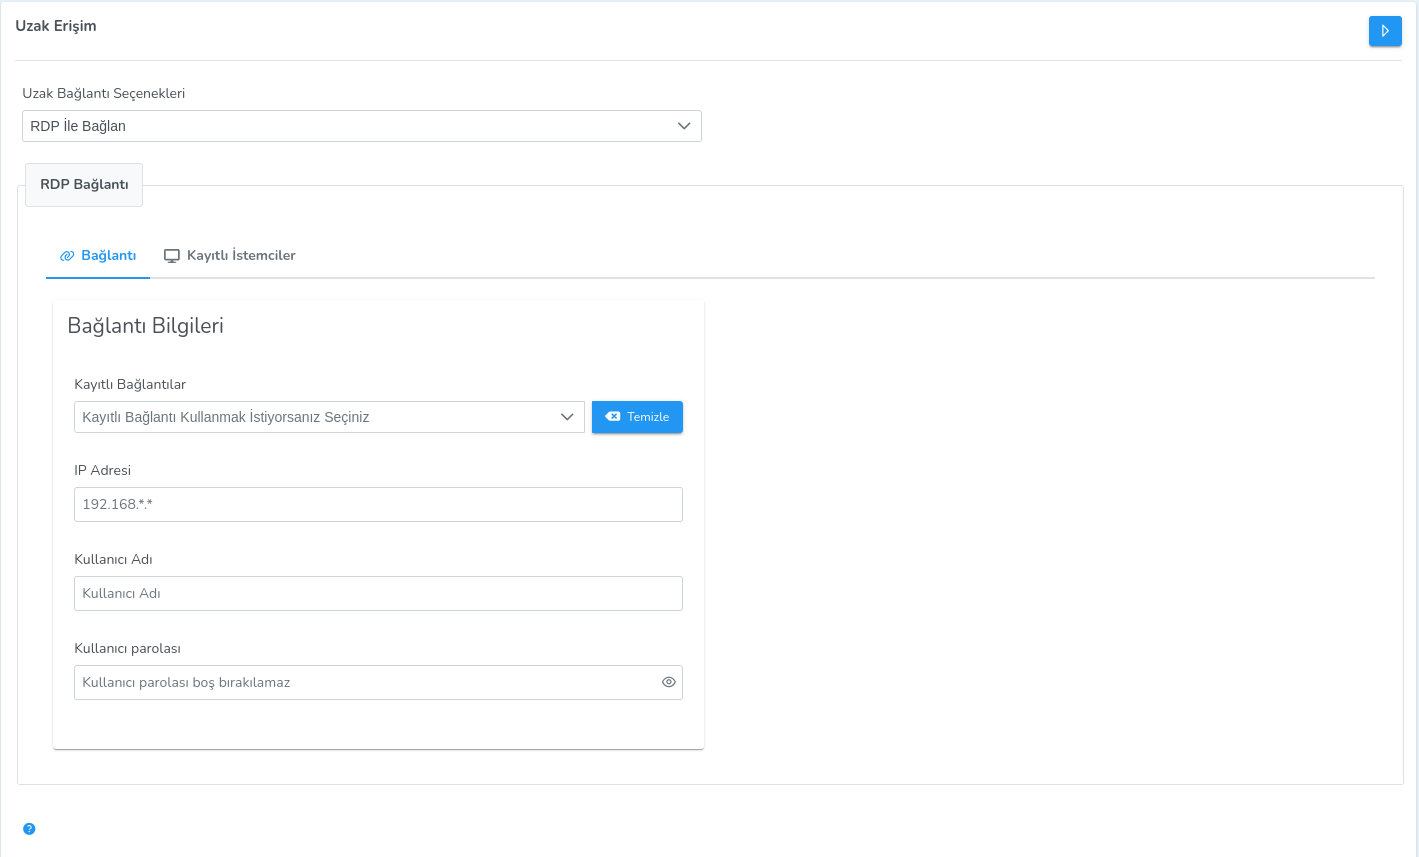 Uzak Erişim
Uzak Bağlantı Seçenekleri
RDP İle Bağlan
RDP Bağlantı
Bağlantı
Kayıtlı İstemciler
Bağlantı Bilgileri
Kayıtlı Bağlantılar
Kayıtlı Bağlantı Kullanmak İstiyorsanız Seçiniz
Temizle
IP Adresi
192.168.*.*
Kullanıcı Adı
Kullanıcı Adı
Kullanıcı parolası
Kullanıcı parolası boş bırakılamaz
?